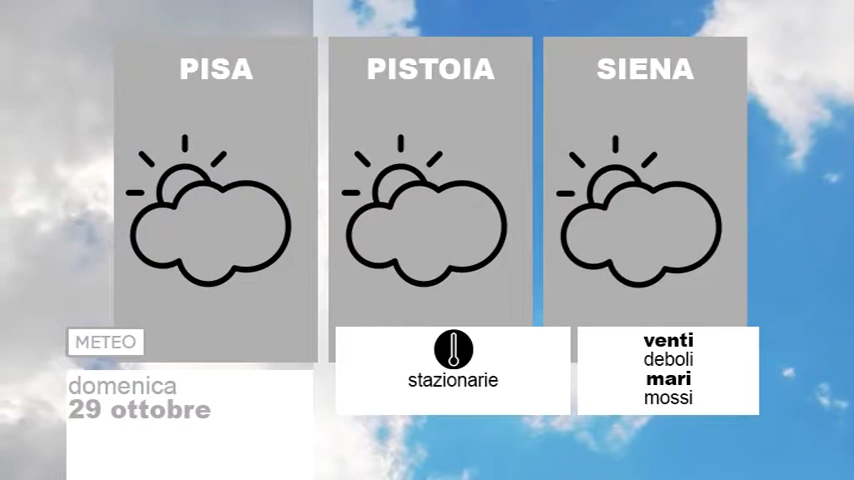 PISA
PISTOIA
SIENA
METEO
domenica
29 ottobre
stazionarie
venti
deboli
mari
mossi